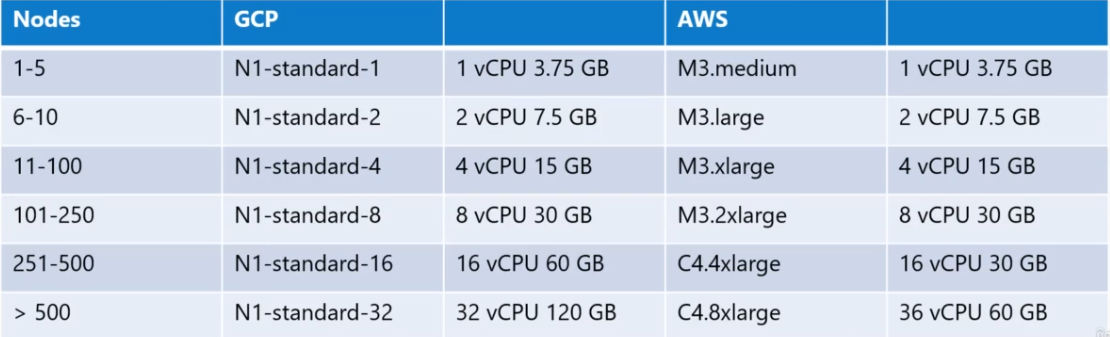 Nodes GCP AWS
1-5 N1-standard-1 1 vCPU 3.75 GB M3.medium 1 vCPU 3.75 GB
6-10 N1-standard-2 2 vCPU 7.5 GB M3.large 2 vCPU 7.5 GB
11-100 N1-standard-4 4 vCPU 15 GB M3.xlarge 4 vCPU 15 GB
101-250 N1-standard-8 8 vCPU 30 GB M3.2xlarge 8 vCPU 30 GB
251-500 N1-standard-16 16 vCPU 60 GB C4.4xlarge 16 vCPU 30 GB
> 500 N1-standard-32 32 vCPU 120 GB C4.8xlarge 36 vCPU 60 GB